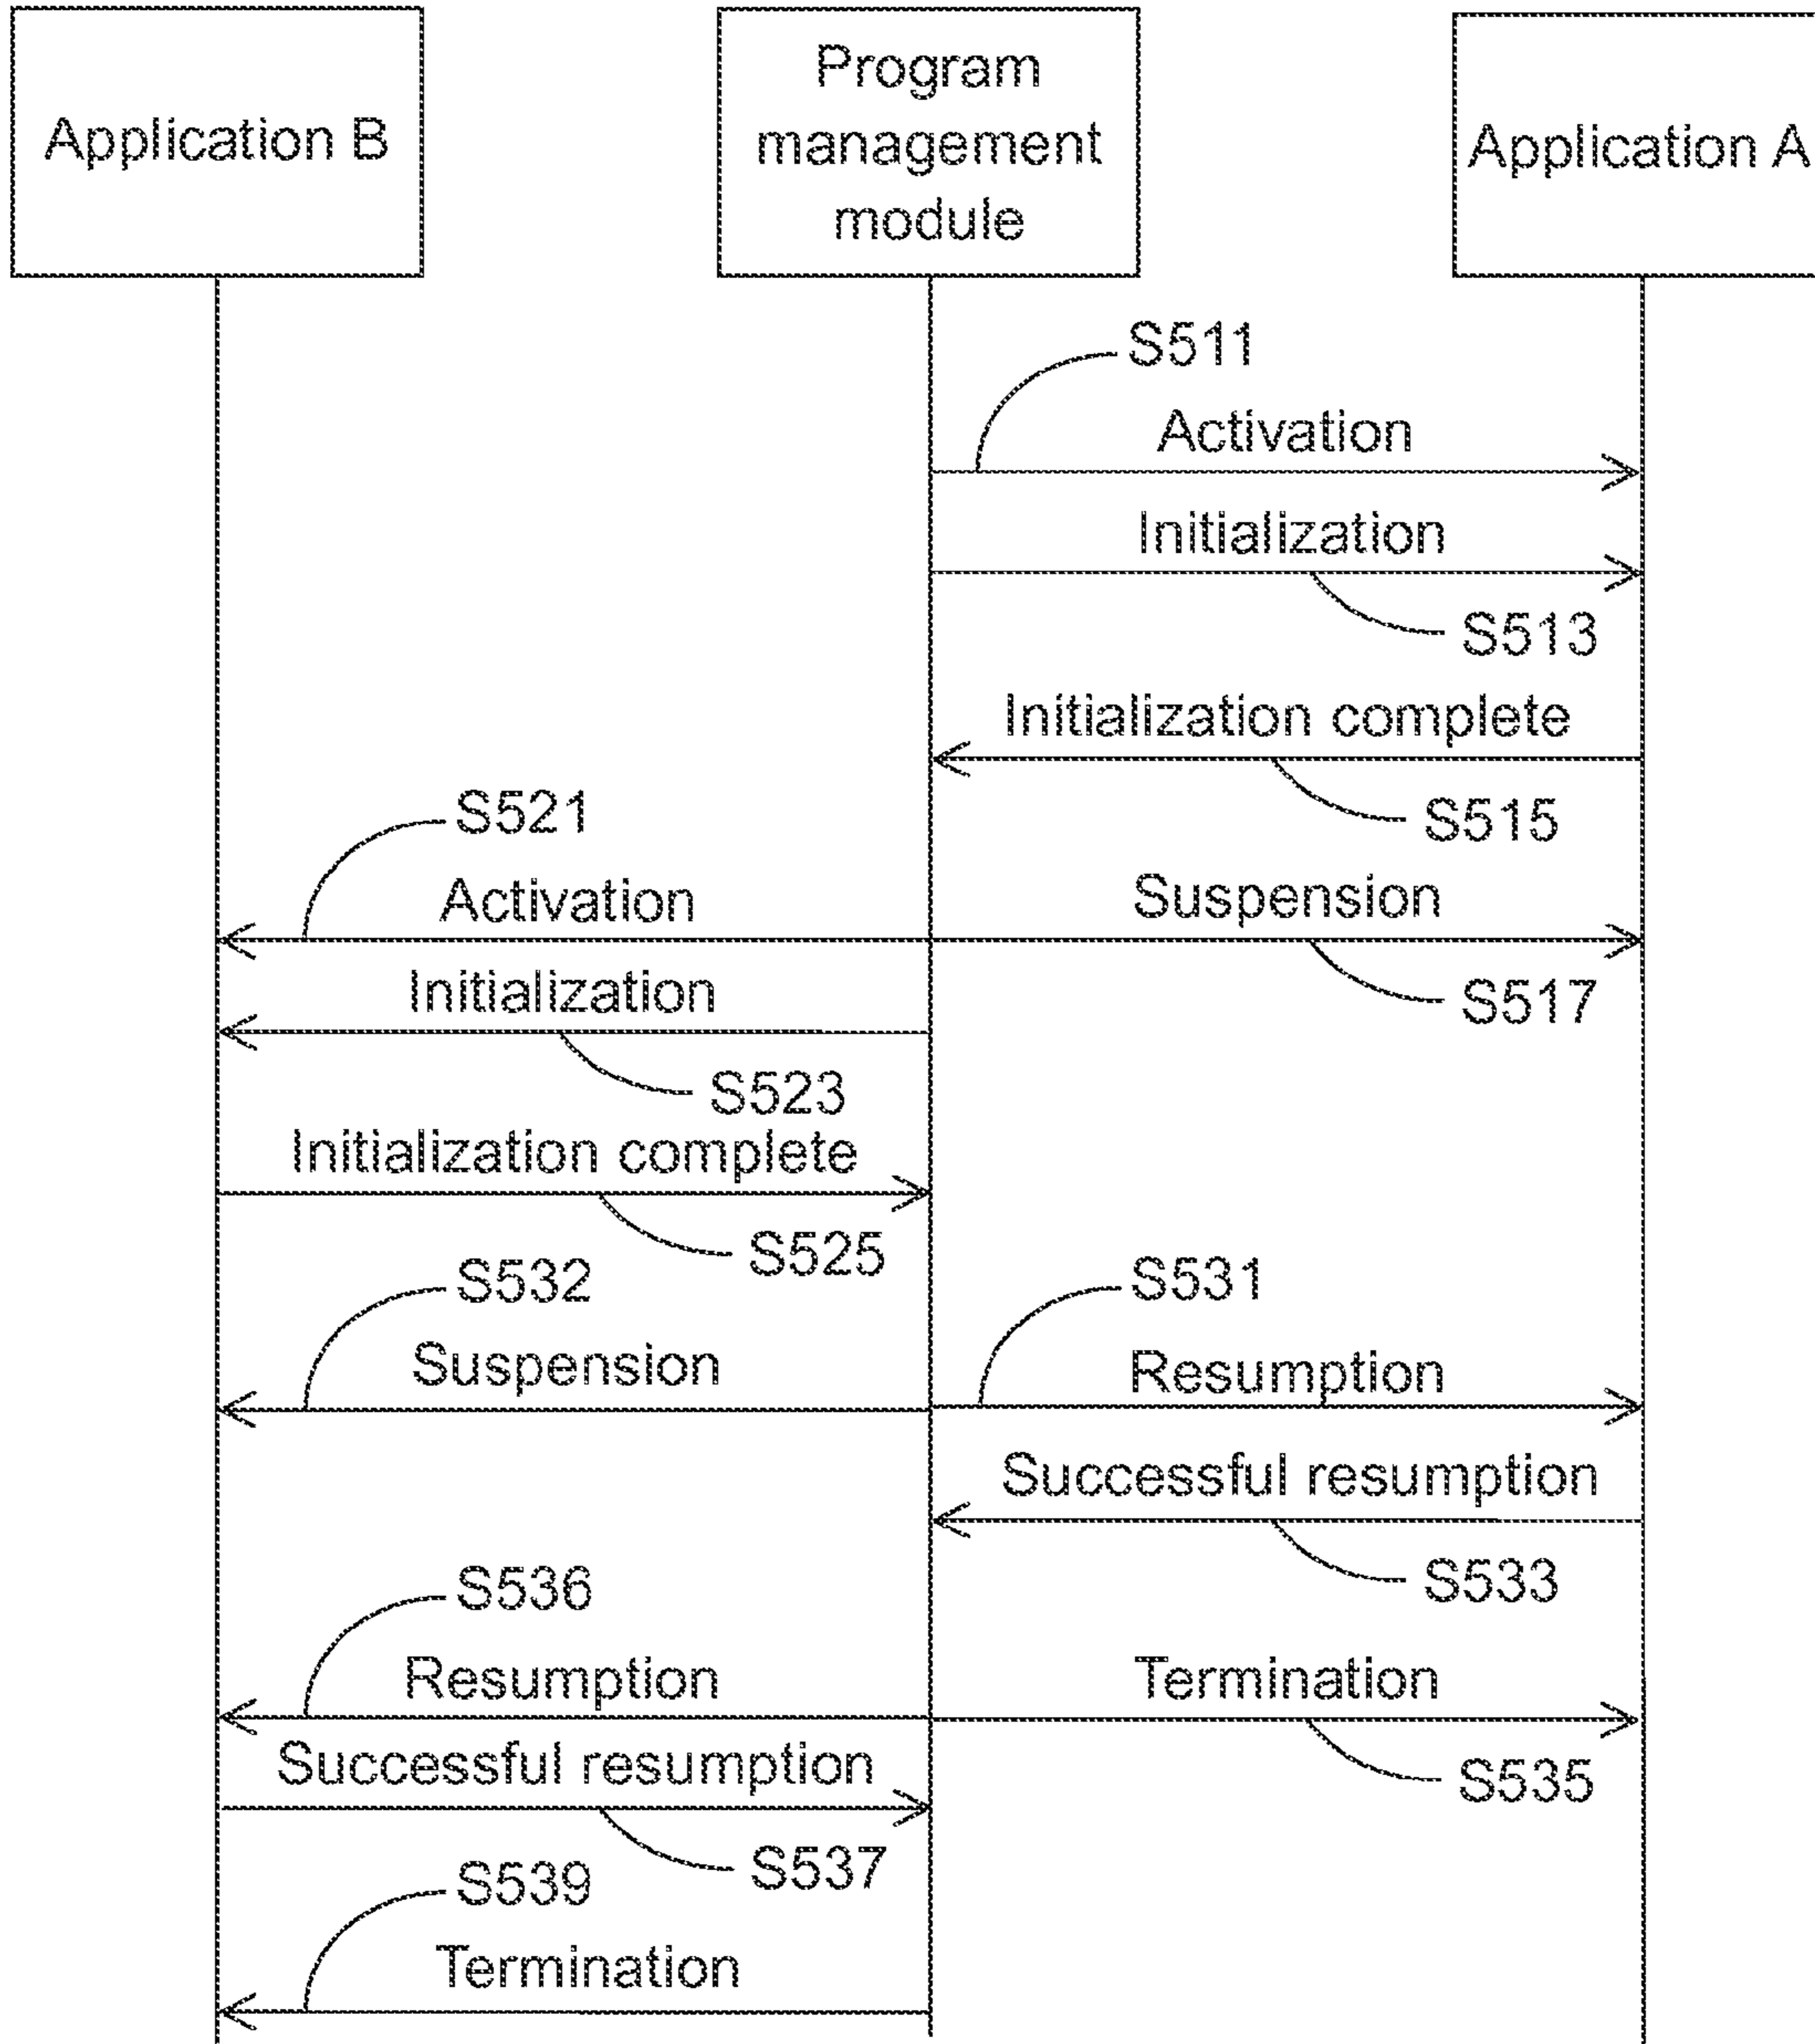 Application B
Program
management
module
Application A
S511
Activation
Initialization
S513
Initialization complete
S515
S521
Activation
Suspension
S517
Initialization
S523
Initialization complete
S525
S532
Suspension
S531
Resumption
Successful resumption
S533
S536
Resumption
Termination
S535
Successful resumption
S537
S539
Termination